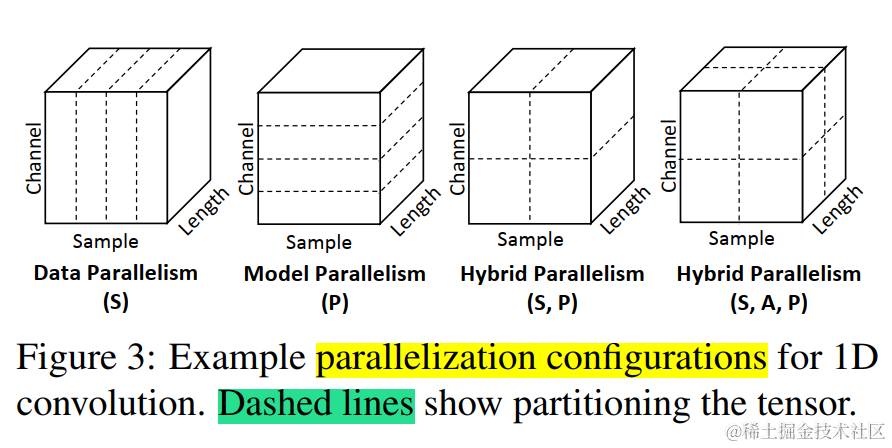 Channel
Sample
Length
Data Parallelism
(S)
Channel
Sample
Length
Model Parallelism
(P)
Channel
Sample
Length
Hybrid Parallelism
(S, P)
Channel
Sample
Length
Hybrid Parallelism
(S, A, P)
Figure 3: Example parallelization configurations for 1D
convolution. Dashed lines show partitioning the tensor.
@稀土掘金技术社区